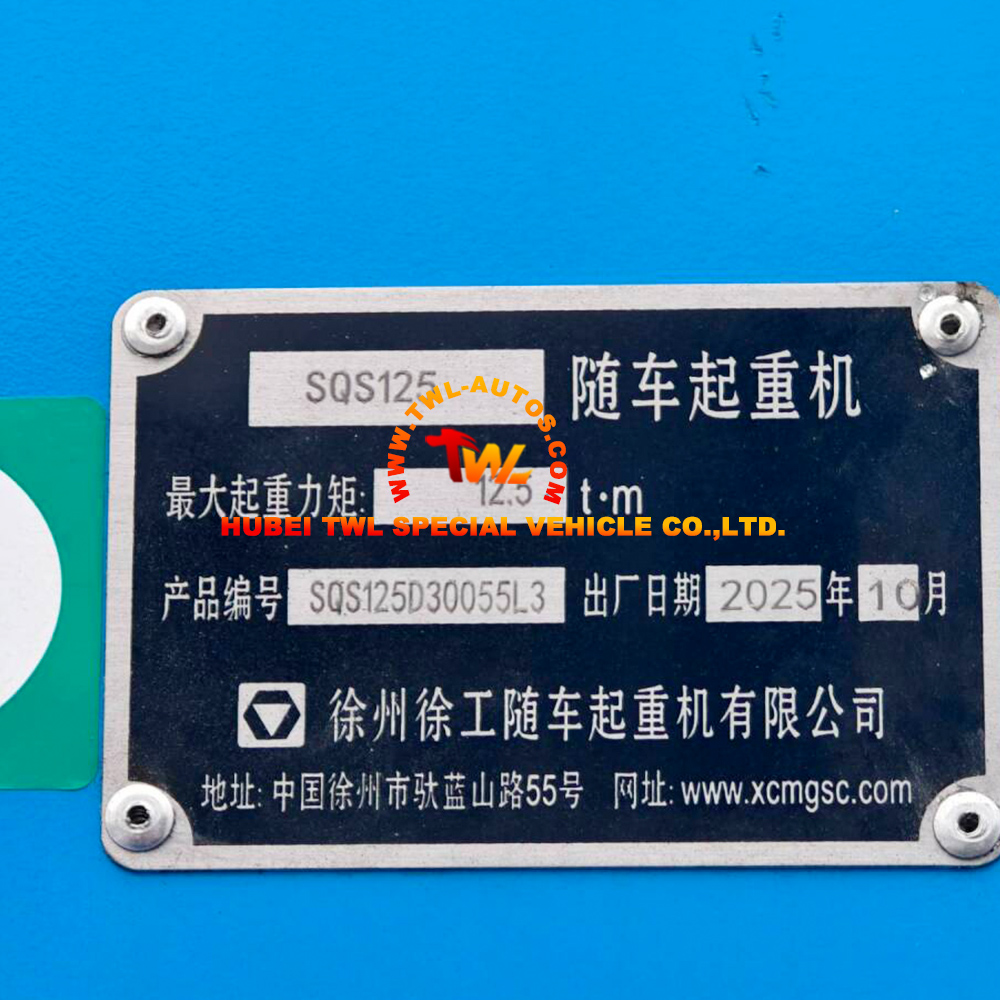 SQS125 随车起重机
WWW.TWL-AUTOS.COM
TWL
最大起重力矩: 12.5 t·m
HUBEI TWL SPECIAL VEHICLE CO.,LTD.
产品编号 SQS125D30055L3 出厂日期 2025年10月
徐州徐工随车起重机有限公司
地址: 中国徐州市驮蓝山路55号 网址: www.xcmgsc.com